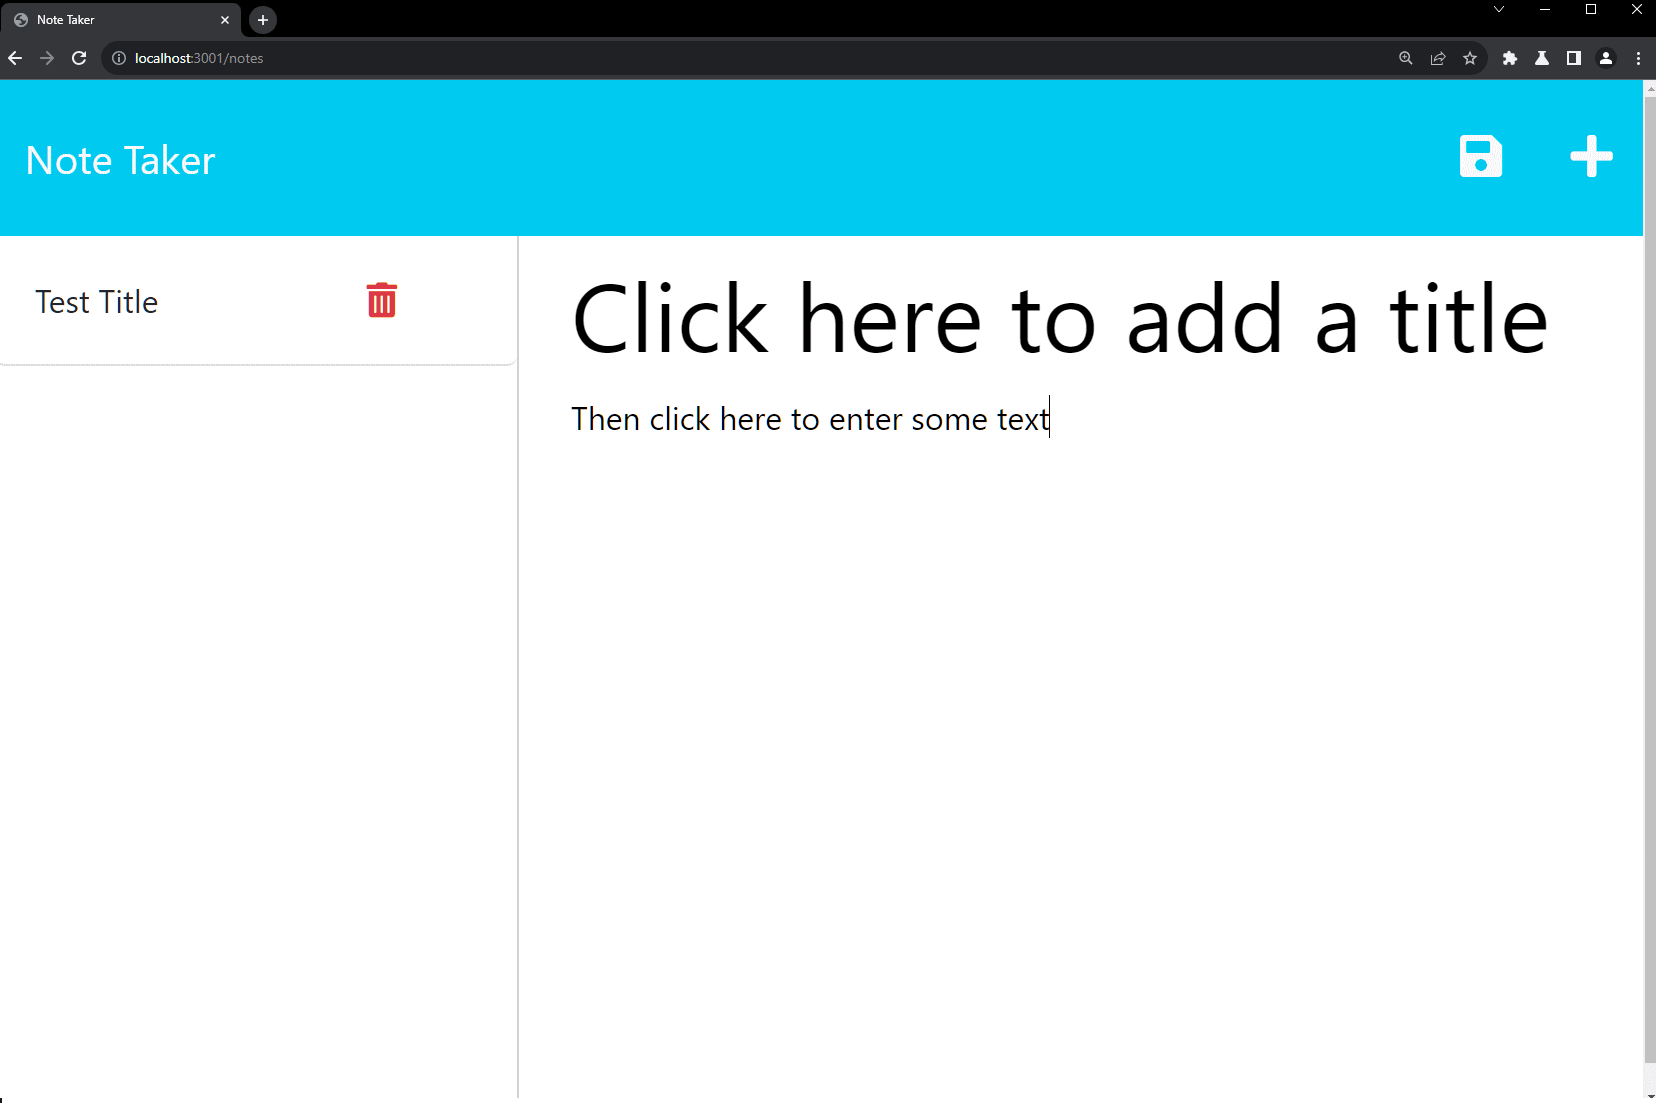 Note Taker
localhost:3001/notes
Note Taker
Test Title
Click here to add a title
Then click here to enter some text